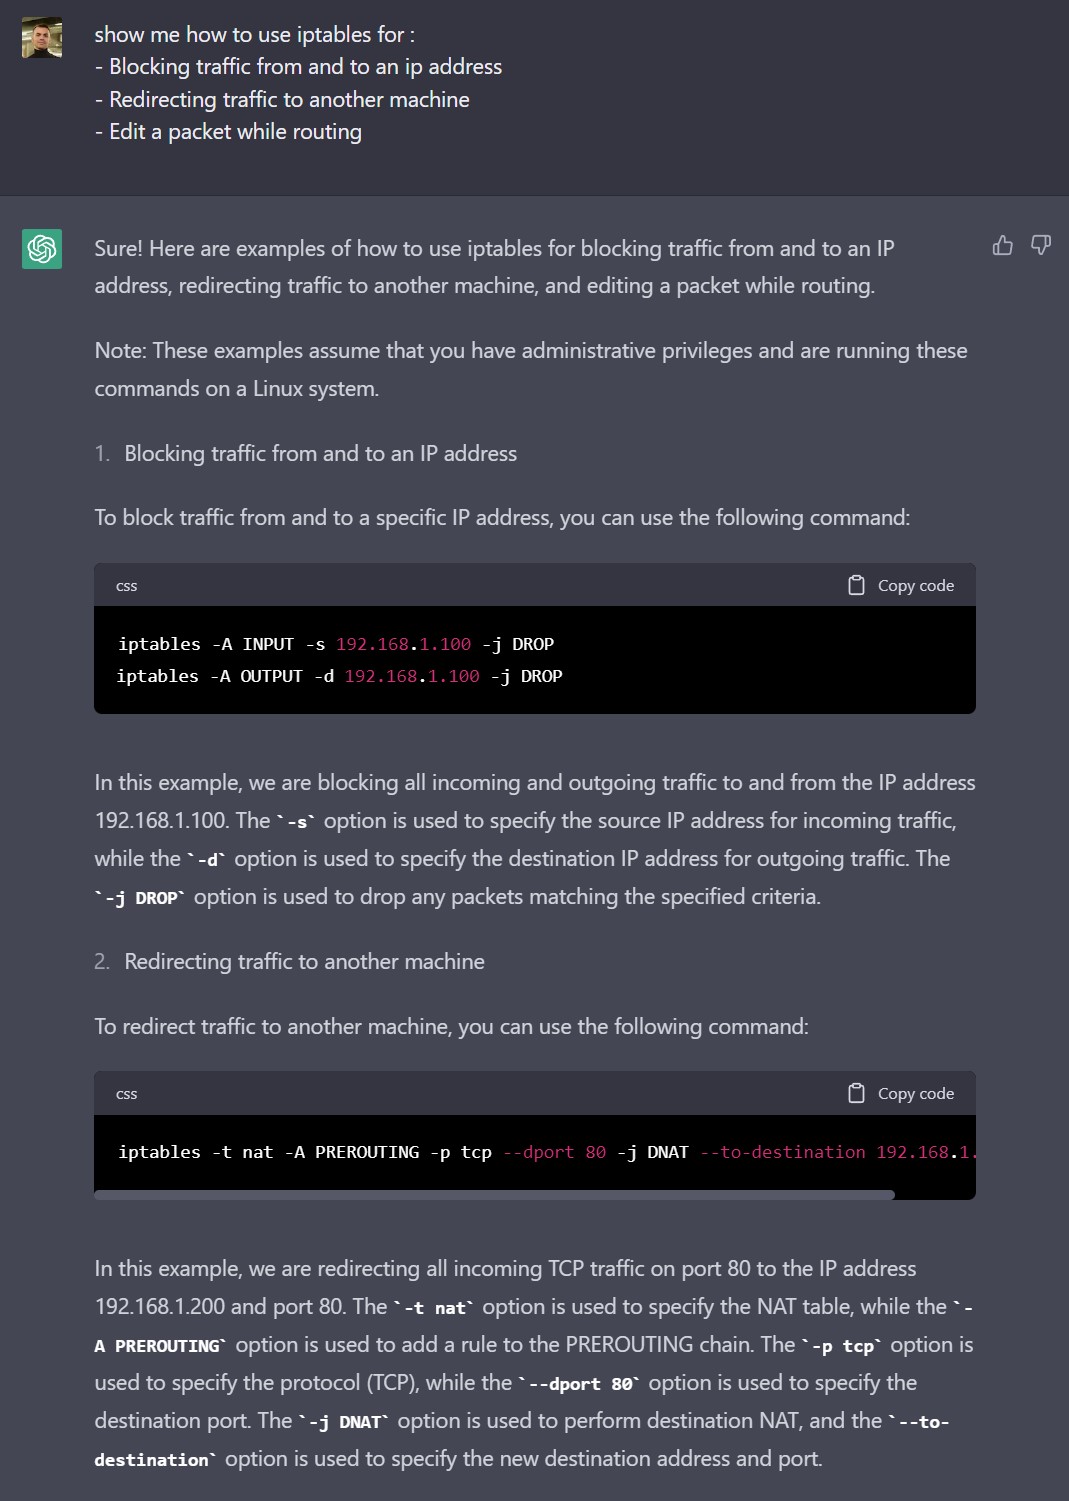 show me how to use iptables for :
- Blocking traffic from and to an ip address
- Redirecting traffic to another machine
- Edit a packet while routing
Sure! Here are examples of how to use iptables for blocking traffic from and to an IP
address, redirecting traffic to another machine, and editing a packet while routing.
Note: These examples assume that you have administrative privileges and are running these
commands on a Linux system.
1. Blocking traffic from and to an IP address
To block traffic from and to a specific IP address, you can use the following command:
css Copy code
iptables -A INPUT -s 192.168.1.100 -j DROP
iptables -A OUTPUT -d 192.168.1.100 -j DROP
In this example, we are blocking all incoming and outgoing traffic to and from the IP address
192.168.1.100. The `-s` option is used to specify the source IP address for incoming traffic,
while the `-d` option is used to specify the destination IP address for outgoing traffic. The
`-j DROP` option is used to drop any packets matching the specified criteria.
2. Redirecting traffic to another machine
To redirect traffic to another machine, you can use the following command:
css Copy code
iptables -t nat -A PREROUTING -p tcp --dport 80 -j DNAT --to-destination 192.168.1.
In this example, we are redirecting all incoming TCP traffic on port 80 to the IP address
192.168.1.200 and port 80. The `-t nat` option is used to specify the NAT table, while the `-
A PREROUTING` option is used to add a rule to the PREROUTING chain. The `-p tcp` option is
used to specify the protocol (TCP), while the `--dport 80` option is used to specify the
destination port. The `-j DNAT` option is used to perform destination NAT, and the `--to-
destination` option is used to specify the new destination address and port.